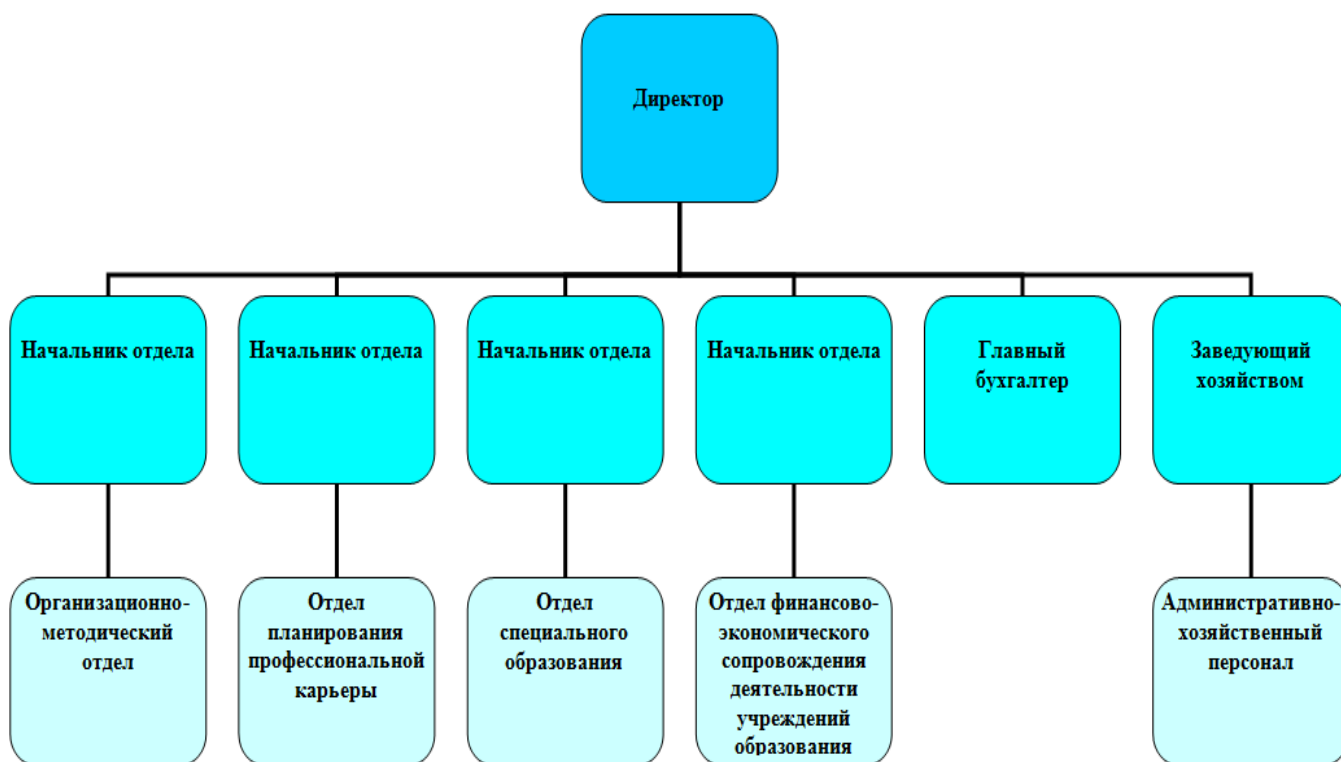 Директор
Начальник отдела
Начальник отдела
Начальник отдела
Начальник отдела
Главный
бухгалтер
Заведующий
хозяйством
Организационно-
методический
отдел
Отдел
планирования
профессиональной
карьеры
Отдел
специального
образования
Отдел финансово-
экономического
сопровождения
деятельности
учреждений
образования
Административно-
хозяйственный
персонал